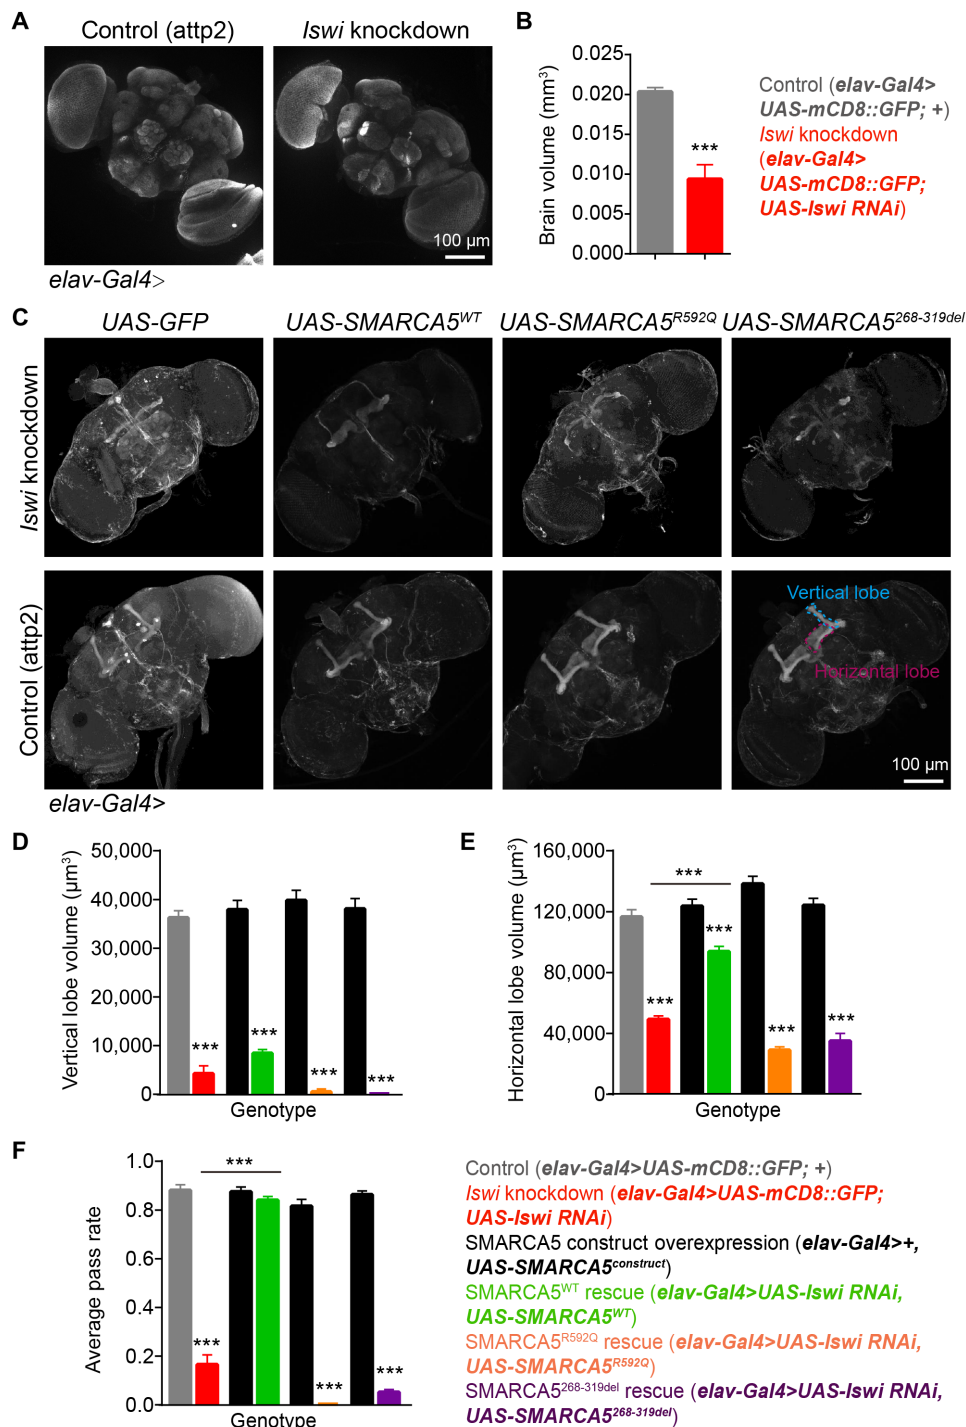 A
Control (attp2)
Iswi knockdown
100 µm
elav-Gal4>
B
Brain volume (mm³)
0.025
0.020
0.015
0.010
0.005
0.000
***
Control (elav-Gal4>
UAS-mCD8::GFP; +)
Iswi knockdown
(elav-Gal4>
UAS-mCD8::GFP;
UAS-Iswi RNAi)
C
UAS-GFP
UAS-SMARCA5WT
UAS-SMARCA5R592Q
UAS-SMARCA5268-319del
Iswi knockdown
Control (attp2)
Vertical lobe
Horizontal lobe
100 µm
elav-Gal4>
D
Vertical lobe volume (µm³)
50,000
40,000
30,000
20,000
10,000
0
***
***
***
***
Genotype
E
Horizontal lobe volume (µm³)
160,000
120,000
80,000
40,000
0
***
***
***
***
***
Genotype
F
Average pass rate
1.0
0.8
0.6
0.4
0.2
0.0
***
***
***
***
Genotype
Control (elav-Gal4>UAS-mCD8::GFP; +)
Iswi knockdown (elav-Gal4>UAS-mCD8::GFP;
UAS-Iswi RNAi)
SMARCA5 construct overexpression (elav-Gal4>+,
UAS-SMARCA5construct)
SMARCA5WT rescue (elav-Gal4>UAS-Iswi RNAi,
UAS-SMARCA5WT)
SMARCA5R592Q rescue (elav-Gal4>UAS-Iswi RNAi,
UAS-SMARCA5R592Q)
SMARCA5268-319del rescue (elav-Gal4>UAS-Iswi RNAi,
UAS-SMARCA5268-319del)